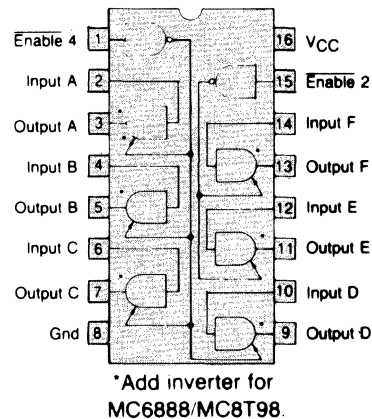 Enable 4 1
16 VCC
Input A 2
15 Enable 2
Output A 3 *
14 Input F
Input B 4
* 13 Output F
Output B 5 *
12 Input E
Input C 6
* 11 Output E
Output C 7 *
10 Input D
Gnd 8
* 9 Output D
*Add inverter for
MC6888/MC8T98.